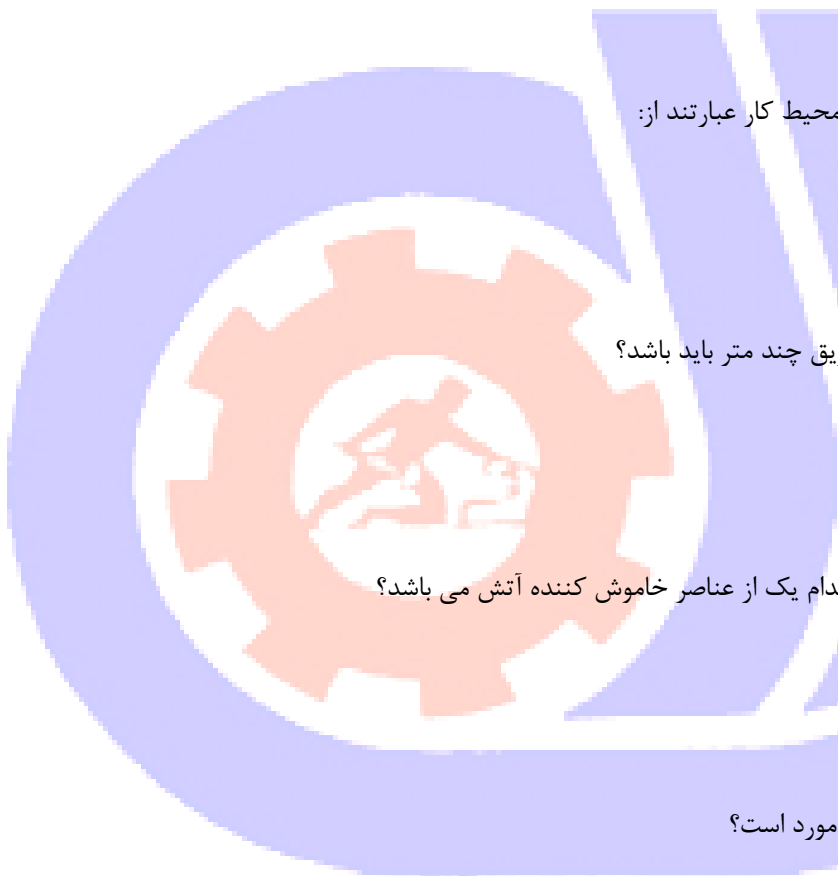 محیط کار عبارتند از:
یق چند متر باید باشد؟
دام یک از عناصر خاموش کننده آتش می باشد؟
مورد است؟